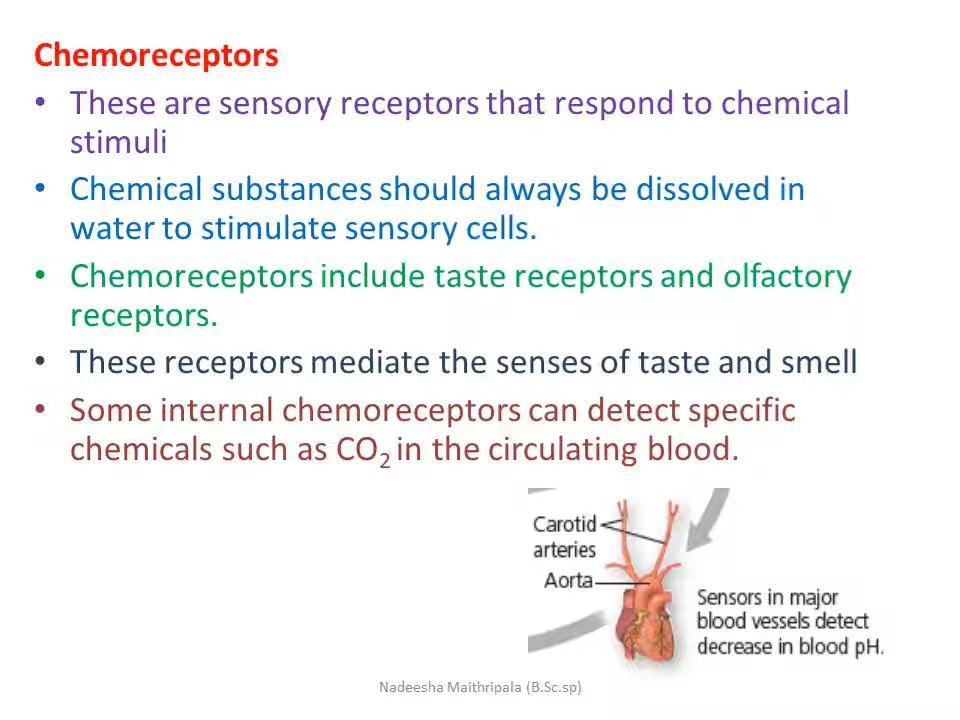 Chemoreceptors
• These are sensory receptors that respond to chemical
stimuli
• Chemical substances should always be dissolved in
water to stimulate sensory cells.
• Chemoreceptors include taste receptors and olfactory
receptors.
• These receptors mediate the senses of taste and smell
• Some internal chemoreceptors can detect specific
chemicals such as CO₂ in the circulating blood.
Carotid
arteries
Aorta
Sensors in major
blood vessels detect
decrease in blood pH.
Nadeesha Maithripala (B.Sc.sp)